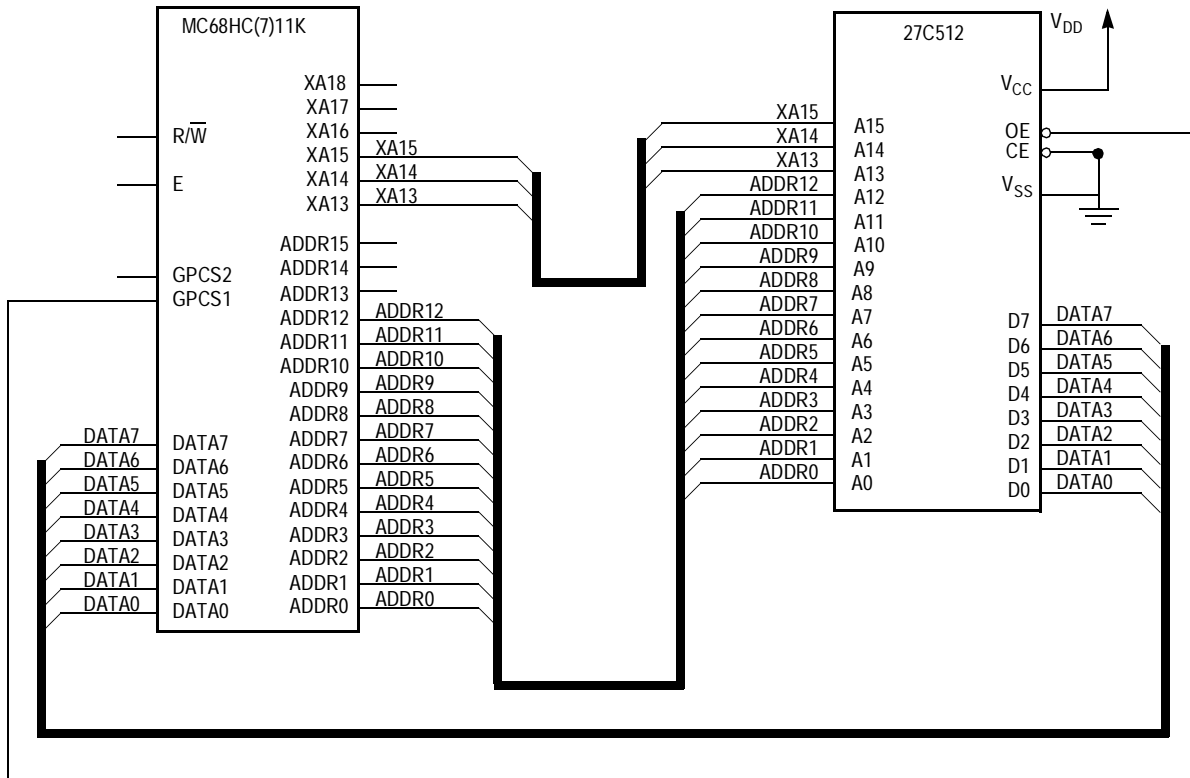 MC68HC(7)11K
R/W̅
E
GPCS2
GPCS1
DATA7
DATA6
DATA5
DATA4
DATA3
DATA2
DATA1
DATA0
DATA7
DATA6
DATA5
DATA4
DATA3
DATA2
DATA1
DATA0
XA18
XA17
XA16
XA15
XA14
XA13
ADDR15
ADDR14
ADDR13
ADDR12
ADDR11
ADDR10
ADDR9
ADDR8
ADDR7
ADDR6
ADDR5
ADDR4
ADDR3
ADDR2
ADDR1
ADDR0
XA15
XA14
XA13
ADDR12
ADDR11
ADDR10
ADDR9
ADDR8
ADDR7
ADDR6
ADDR5
ADDR4
ADDR3
ADDR2
ADDR1
ADDR0
XA15
XA14
XA13
ADDR12
ADDR11
ADDR10
ADDR9
ADDR8
ADDR7
ADDR6
ADDR5
ADDR4
ADDR3
ADDR2
ADDR1
ADDR0
27C512
A15
A14
A13
A12
A11
A10
A9
A8
A7
A6
A5
A4
A3
A2
A1
A0
VCC
OE
CE
VSS
D7
D6
D5
D4
D3
D2
D1
D0
VDD
DATA7
DATA6
DATA5
DATA4
DATA3
DATA2
DATA1
DATA0